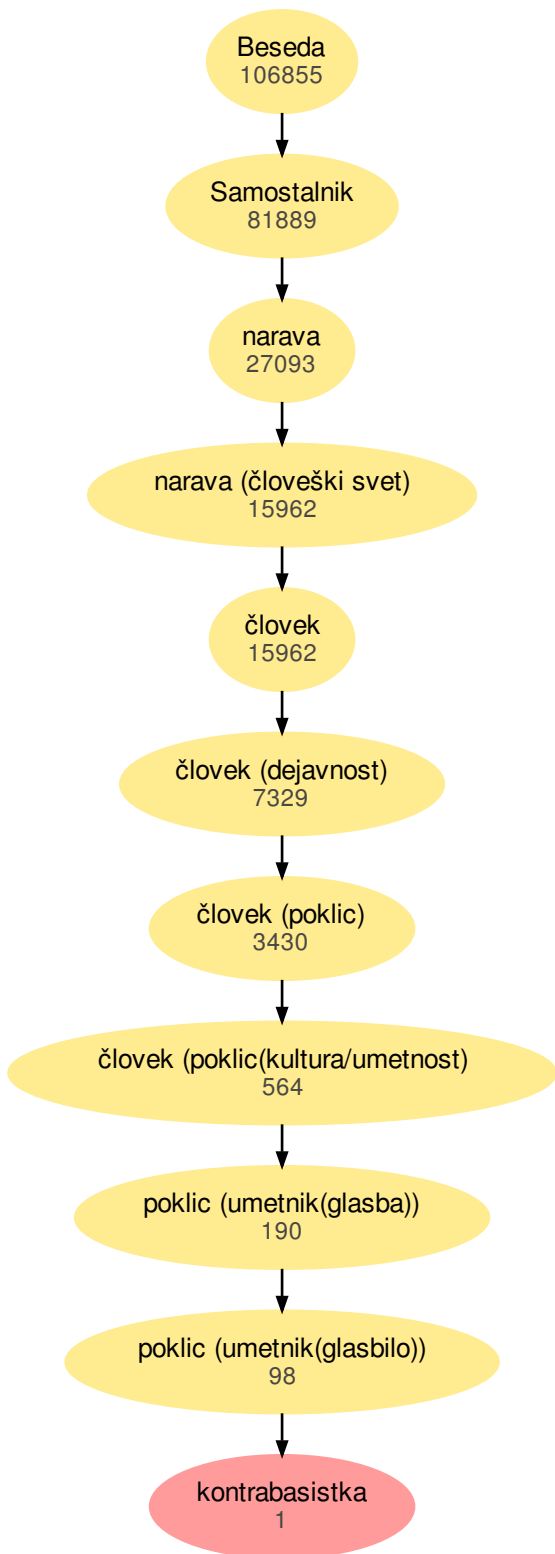 Beseda
106855
Samostalnik
81889
narava
27093
narava (človeški svet)
15962
človek
15962
človek (dejavnost)
7329
človek (poklic)
3430
človek (poklic(kultura/umetnost)
564
poklic (umetnik(glasba))
190
poklic (umetnik(glasbilo))
98
kontrabasistka
1